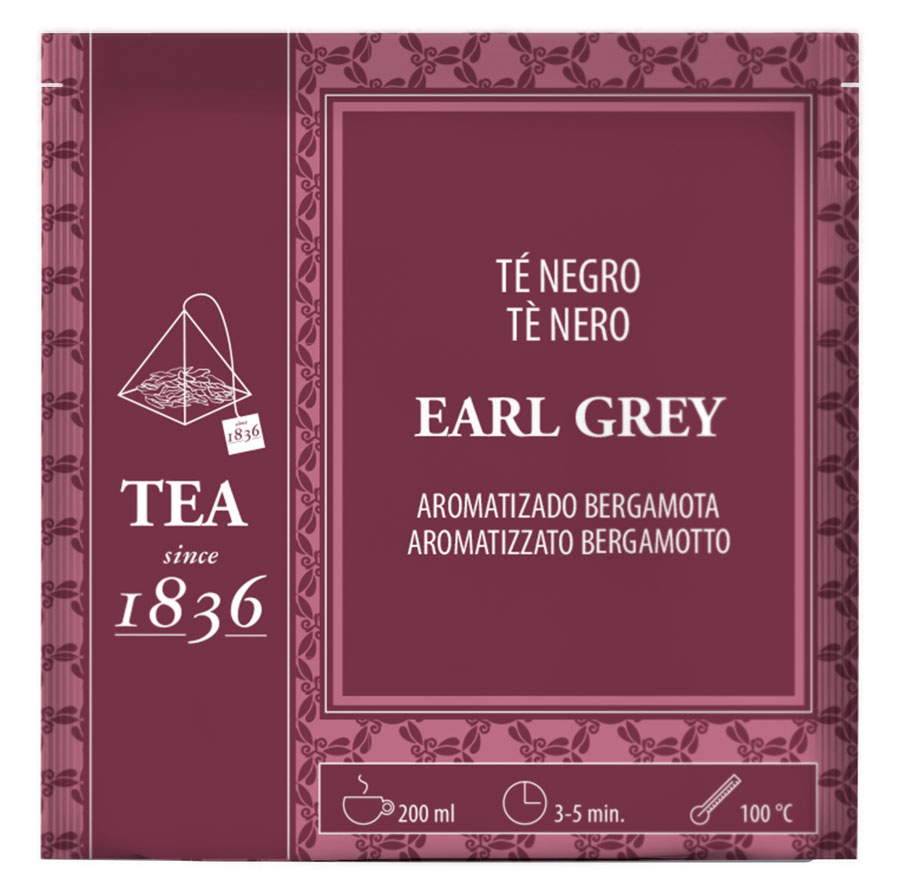 since
1836
TEA
since
1836
TÉ NEGRO
TÈ NERO
EARL GREY
AROMATIZADO BERGAMOTA
AROMATIZZATO BERGAMOTTO
200 ml
3-5 min.
100 °C